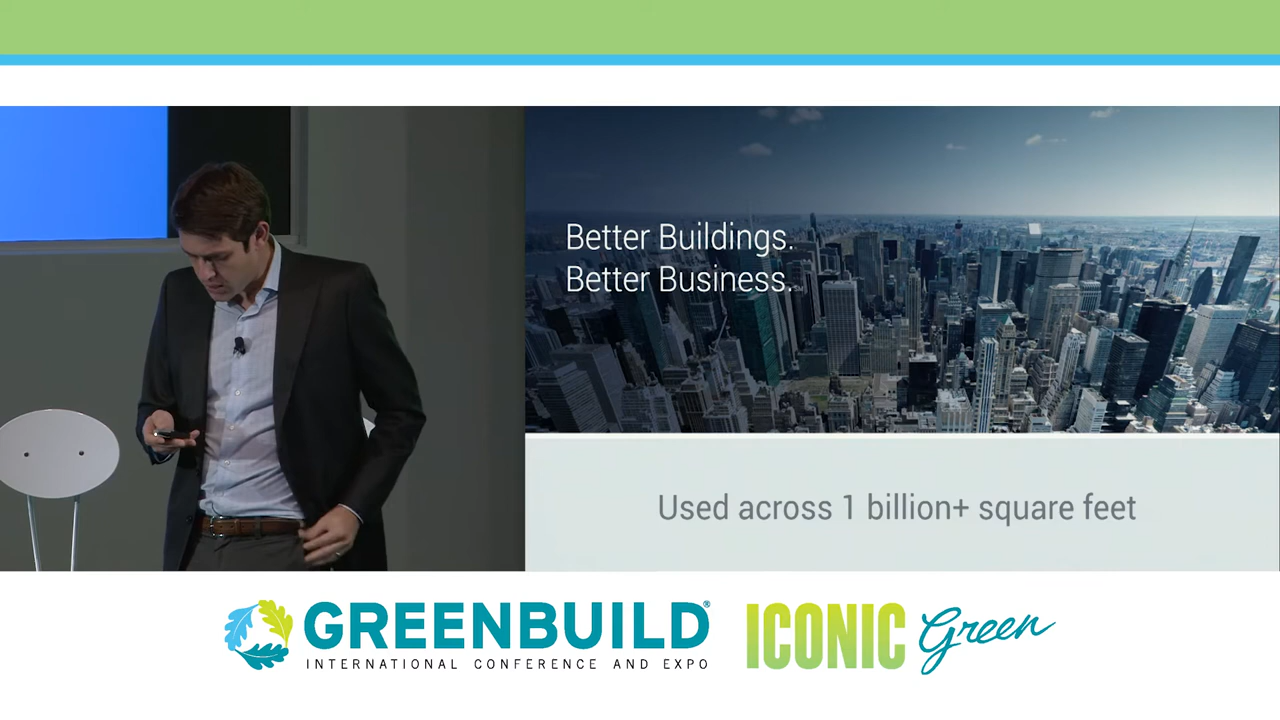 Better Buildings.
Better Business.
Used across 1 billion+ square feet
GREENBUILD®
INTERNATIONAL CONFERENCE AND EXPO
ICONIC Green